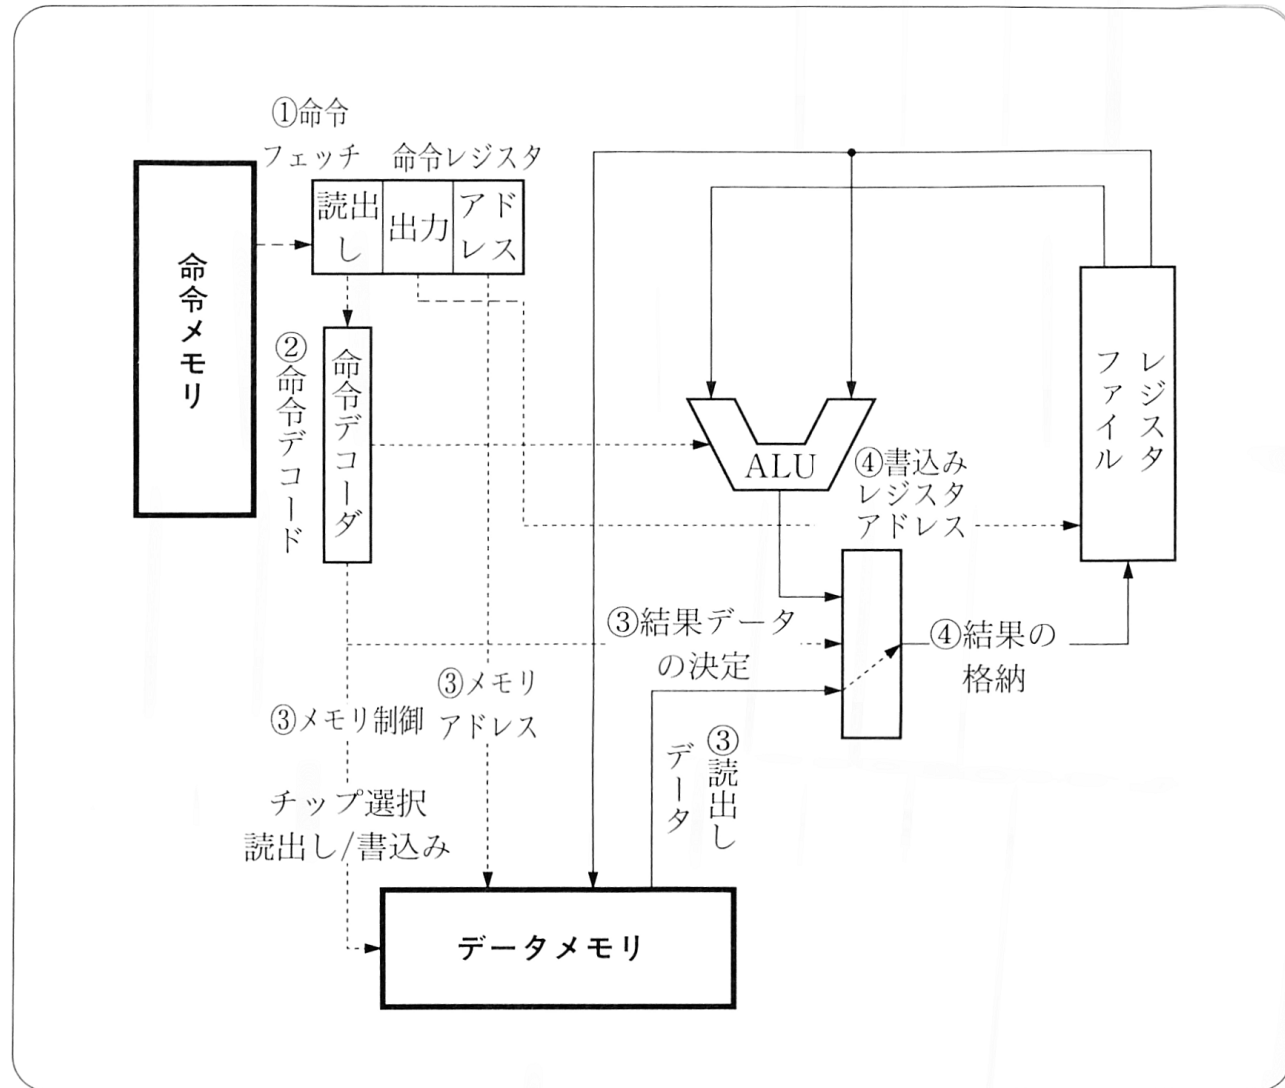 ①命令
フェッチ
命令レジスタ
読出
し
出力
アド
レス
命令メモリ
②命令デコード
命令デコーダ
レジスタ
ファイル
ALU
④書込み
レジスタ
アドレス
③結果データ
の決定
④結果の
格納
③メモリ
アドレス
③メモリ制御
③読出し
データ
チップ選択
読出し/書込み
データメモリ